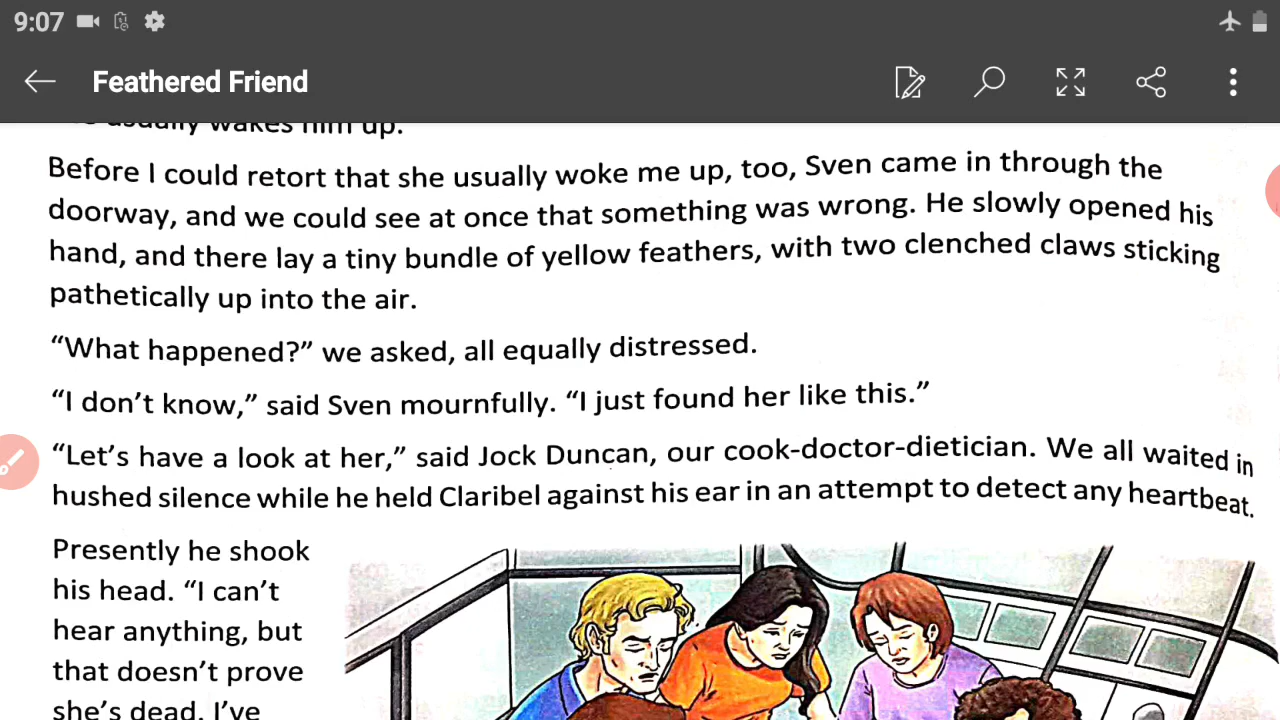 9:07
Feathered Friend
usually wakes him up.
Before I could retort that she usually woke me up, too, Sven came in through the
doorway, and we could see at once that something was wrong. He slowly opened his
hand, and there lay a tiny bundle of yellow feathers, with two clenched claws sticking
pathetically up into the air.
“What happened?” we asked, all equally distressed.
“I don’t know,” said Sven mournfully. “I just found her like this.”
“Let’s have a look at her,” said Jock Duncan, our cook-doctor-dietician. We all waited in
hushed silence while he held Claribel against his ear in an attempt to detect any heartbeat.
Presently he shook
his head. “I can’t
hear anything, but
that doesn’t prove
she’s dead. I’ve